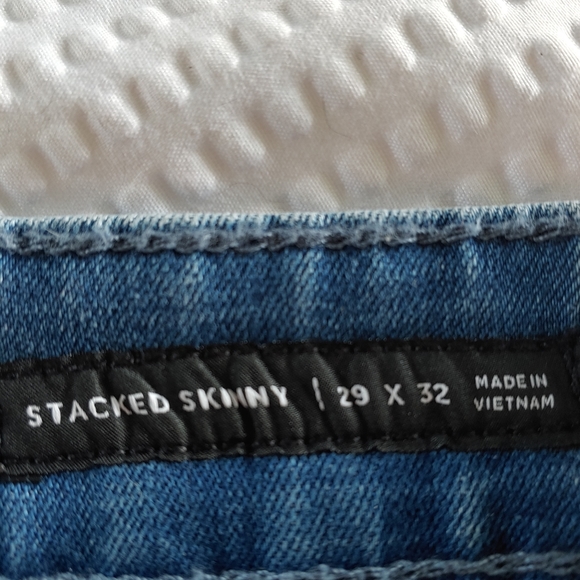 STACKED SKINNY | 29 X 32
MADE IN
VIETNAM